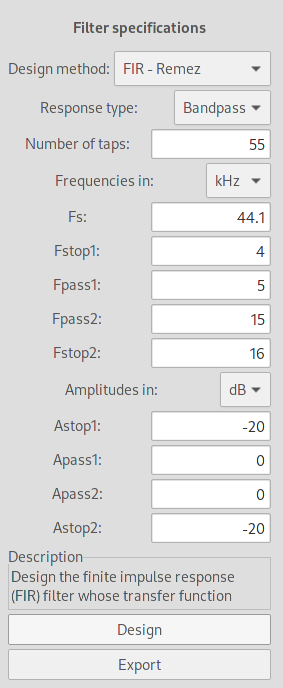 Filter specifications
Design method: FIR - Remez
Response type: Bandpass
Number of taps: 55
Frequencies in: kHz
Fs: 44.1
Fstop1: 4
Fpass1: 5
Fpass2: 15
Fstop2: 16
Amplitudes in: dB
Astop1: -20
Apass1: 0
Apass2: 0
Astop2: -20
Description
Design the finite impulse response
(FIR) filter whose transfer function
Design
Export